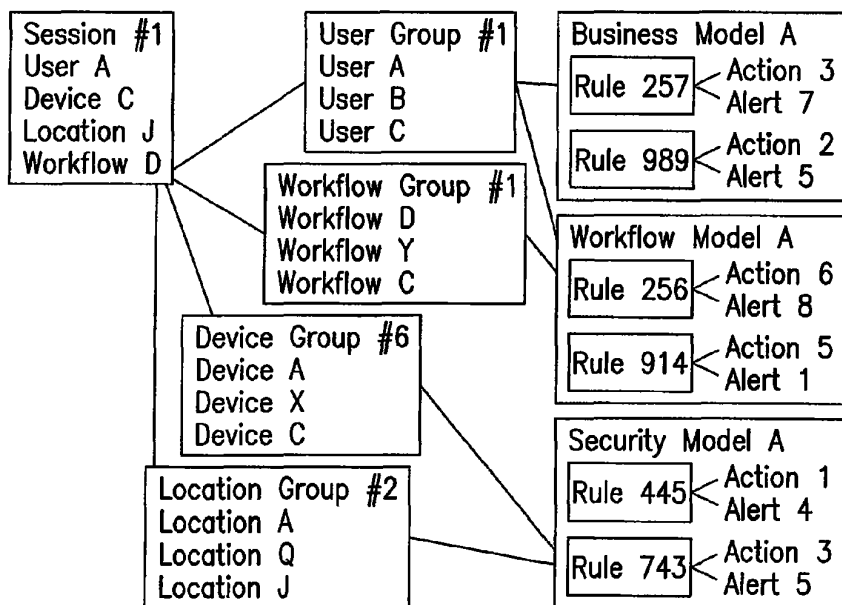 Session #1
User A
Device C
Location J
Workflow D
User Group #1
User A
User B
User C
Workflow Group #1
Workflow D
Workflow Y
Workflow C
Device Group #6
Device A
Device X
Device C
Location Group #2
Location A
Location Q
Location J
Business Model A
Rule 257
Action 3
Alert 7
Rule 989
Action 2
Alert 5
Workflow Model A
Rule 256
Action 6
Alert 8
Rule 914
Action 5
Alert 1
Security Model A
Rule 445
Action 1
Alert 4
Rule 743
Action 3
Alert 5